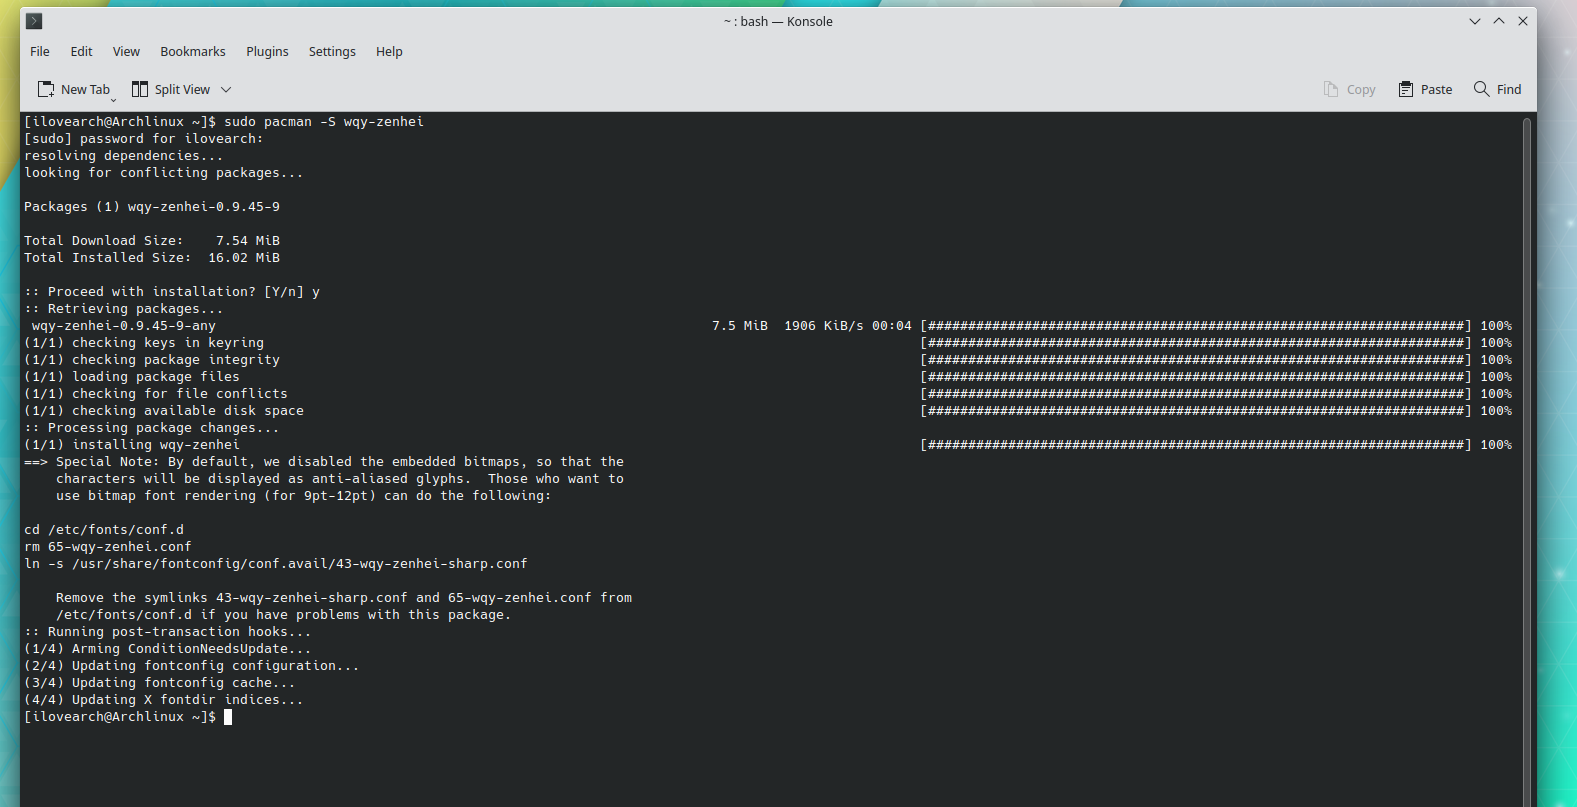 ~ : bash — Konsole
File Edit View Bookmarks Plugins Settings Help
New Tab Split View Copy Paste Find
[ilovearch@Archlinux ~]$ sudo pacman -S wqy-zenhei
[sudo] password for ilovearch:
resolving dependencies...
looking for conflicting packages...
Packages (1) wqy-zenhei-0.9.45-9
Total Download Size:    7.54 MiB
Total Installed Size:  16.02 MiB
:: Proceed with installation? [Y/n] y
:: Retrieving packages...
 wqy-zenhei-0.9.45-9-any 7.5 MiB  1906 KiB/s 00:04 [###################################################################] 100%
(1/1) checking keys in keyring [###################################################################] 100%
(1/1) checking package integrity [###################################################################] 100%
(1/1) loading package files [###################################################################] 100%
(1/1) checking for file conflicts [###################################################################] 100%
(1/1) checking available disk space [###################################################################] 100%
:: Processing package changes...
(1/1) installing wqy-zenhei [###################################################################] 100%
==> Special Note: By default, we disabled the embedded bitmaps, so that the
    characters will be displayed as anti-aliased glyphs.  Those who want to
    use bitmap font rendering (for 9pt-12pt) can do the following:
cd /etc/fonts/conf.d
rm 65-wqy-zenhei.conf
ln -s /usr/share/fontconfig/conf.avail/43-wqy-zenhei-sharp.conf
    Remove the symlinks 43-wqy-zenhei-sharp.conf and 65-wqy-zenhei.conf from
    /etc/fonts/conf.d if you have problems with this package.
:: Running post-transaction hooks...
(1/4) Arming ConditionNeedsUpdate...
(2/4) Updating fontconfig configuration...
(3/4) Updating fontconfig cache...
(4/4) Updating X fontdir indices...
[ilovearch@Archlinux ~]$